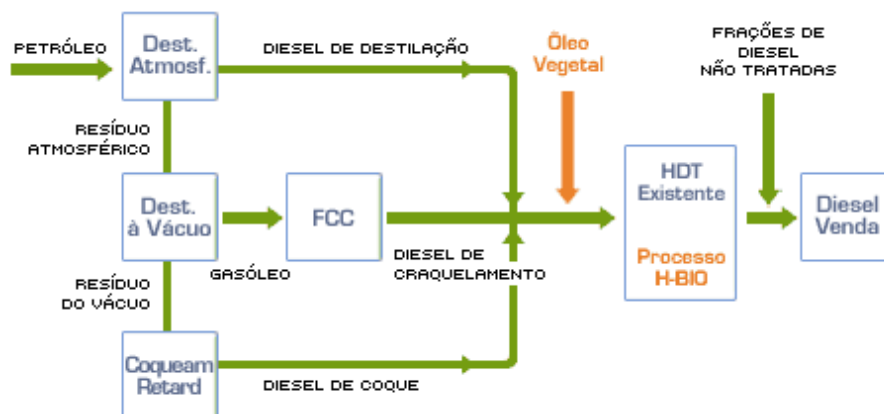 PETRÓLEO
Dest.
Atmosf.
DIESEL DE DESTILAÇÃO
Óleo
Vegetal
FRAÇÕES DE
DIESEL
NÃO TRATADAS
RESÍDUO
ATMOSFÉRICO
Dest.
à Vácuo
GASÓLEO
FCC
DIESEL DE
CRAQUELAMENTO
HDT
Existente
Processo
H-BIO
Diesel
Venda
RESÍDUO
DO VÁCUO
Coqueam
Retard
DIESEL DE COQUE